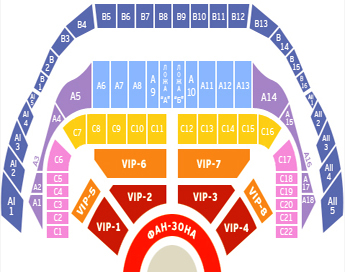 B5 B6 B7 B8 B9 B10 B11 B12
B4 B13
B3 B14
B2 B15
B1 B16
A5 A6 A7 A8 A9 ЛОЖА "А" ЛОЖА "Б" A10 A11 A12 A13 A14
A4 A15
C7 C8 C9 C10 C11 C12 C13 C14 C15 C16
A3 C6 C17 A16
VIP-6 VIP-7
A2 C5 C18 A17
C4 C19
A1 C3 C20 A18
C2 C21
C1 C22
VIP-5 VIP-2 VIP-3 VIP-8
VIP-1 VIP-4
ФАН-ЗОНА
AI 5
AI 4
AI 3
AI 2
AI 1
AII 1
AII 2
AII 3
AII 4
AII 5